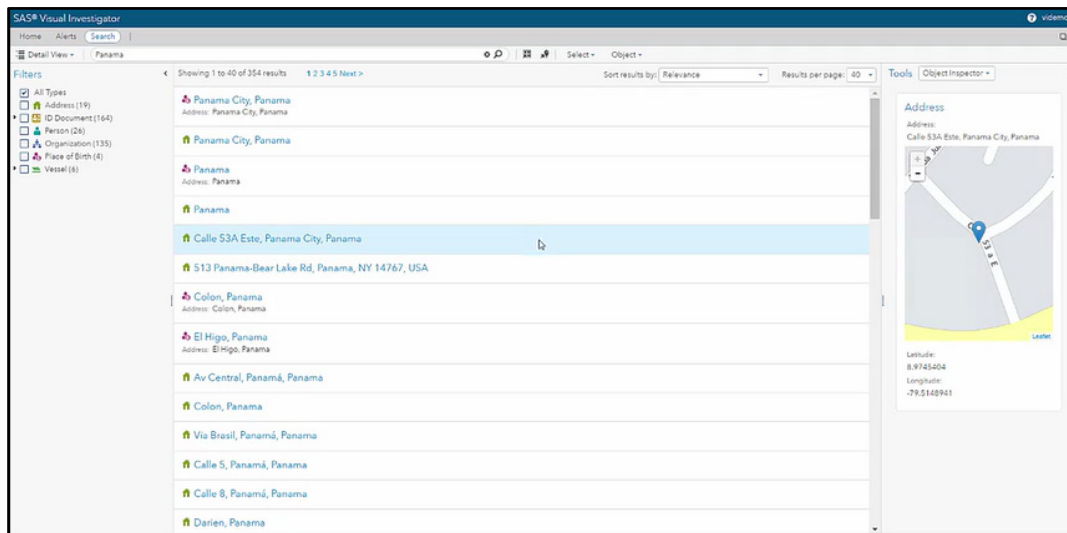 SAS® Visual Investigator
videmo
Home Alerts Search
Detail View Panama Select Object
Filters
Showing 1 to 40 of 354 results 1 2 3 4 5 Next > Sort results by: Relevance Results per page: 40
Tools Object Inspector
All Types
Address (19)
ID Document (164)
Person (26)
Organization (135)
Place of Birth (4)
Vessel (6)
Panama City, Panama
Address: Panama City, Panama
Panama City, Panama
Panama
Address: Panama
Panama
Calle 53A Este, Panama City, Panama
513 Panama-Bear Lake Rd, Panama, NY 14767, USA
Colon, Panama
Address: Colon, Panama
El Higo, Panama
Address: El Higo, Panama
Av Central, Panamá, Panama
Colon, Panama
Vía Brasil, Panamá, Panama
Calle 5, Panamá, Panama
Calle 8, Panamá, Panama
Darien, Panama
Address
Address:
Calle 53A Este, Panama City, Panama
+
-
53 a E
Leaflet
Latitude:
8.9745404
Longitude:
-79.5148941